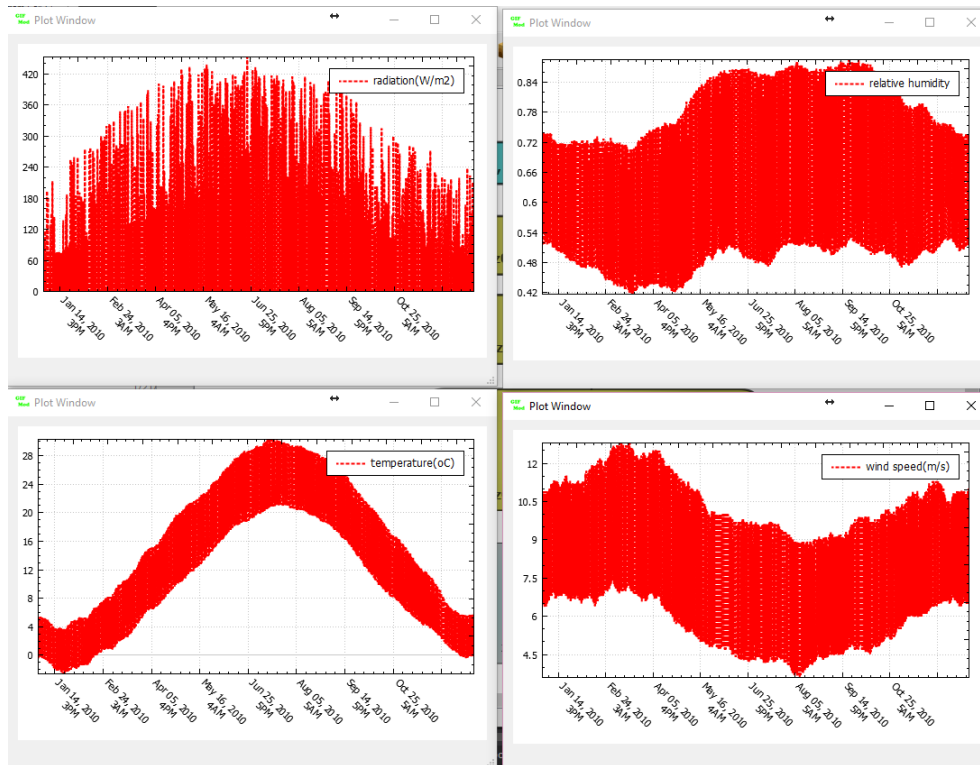 GIF
Mod
Plot Window
radiation(W/m2)
420
360
300
240
180
120
60
0
Jan 14, 2010
3PM
Feb 24, 2010
3AM
Apr 05, 2010
4PM
May 16, 2010
4AM
Jun 25, 2010
5PM
Aug 05, 2010
5AM
Sep 14, 2010
5PM
Oct 25, 2010
5AM
Plot Window
relative humidity
0.84
0.78
0.72
0.66
0.6
0.54
0.48
0.42
Jan 14, 2010
3PM
Feb 24, 2010
3AM
Apr 05, 2010
4PM
May 16, 2010
4AM
Jun 25, 2010
5PM
Aug 05, 2010
5AM
Sep 14, 2010
5PM
Oct 25, 2010
5AM
Plot Window
temperature(oC)
28
24
20
16
12
8
4
0
Jan 14, 2010
3PM
Feb 24, 2010
3AM
Apr 05, 2010
4PM
May 16, 2010
4AM
Jun 25, 2010
5PM
Aug 05, 2010
5AM
Sep 14, 2010
5PM
Oct 25, 2010
5AM
Plot Window
wind speed(m/s)
12
10.5
9
7.5
6
4.5
Jan 14, 2010
3PM
Feb 24, 2010
3AM
Apr 05, 2010
4PM
May 16, 2010
4AM
Jun 25, 2010
5PM
Aug 05, 2010
5AM
Sep 14, 2010
5PM
Oct 25, 2010
5AM